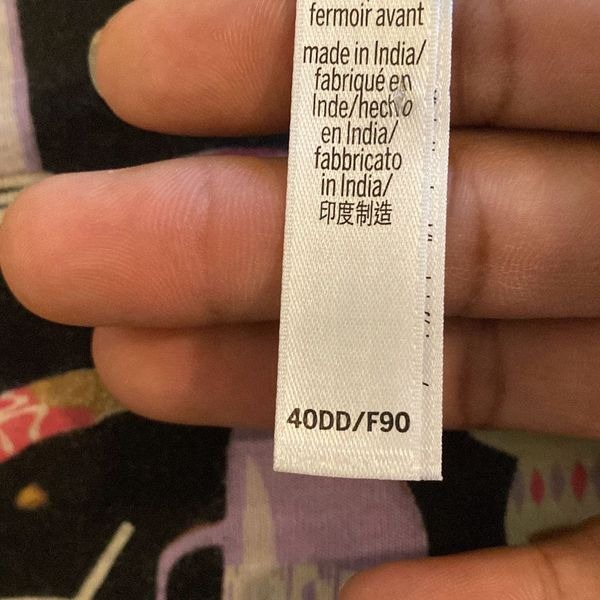 fermoir avant
made in India/
fabriqué en
Inde/hecho
en India/
fabbricato
in India/
印度制造
40DD/F90